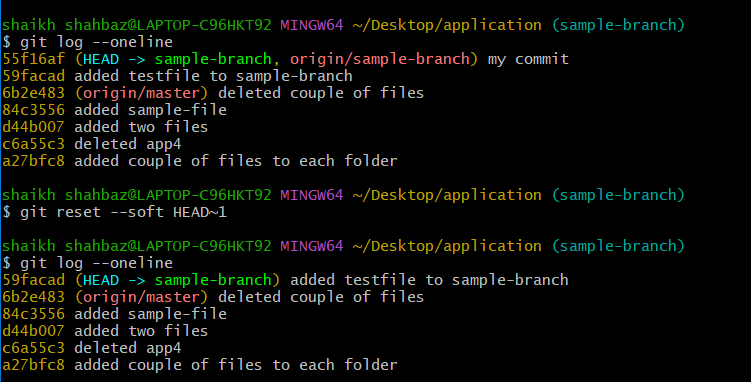 shaikh shahbaz@LAPTOP-C96HKT92 MINGW64 ~/Desktop/application (sample-branch)
$ git log --oneline
55f16af (HEAD -> sample-branch, origin/sample-branch) my commit
59facad added testfile to sample-branch
6b2e483 (origin/master) deleted couple of files
84c3556 added sample-file
d44b007 added two files
c6a55c3 deleted app4
a27bfc8 added couple of files to each folder
shaikh shahbaz@LAPTOP-C96HKT92 MINGW64 ~/Desktop/application (sample-branch)
$ git reset --soft HEAD~1
shaikh shahbaz@LAPTOP-C96HKT92 MINGW64 ~/Desktop/application (sample-branch)
$ git log --oneline
59facad (HEAD -> sample-branch) added testfile to sample-branch
6b2e483 (origin/master) deleted couple of files
84c3556 added sample-file
d44b007 added two files
c6a55c3 deleted app4
a27bfc8 added couple of files to each folder